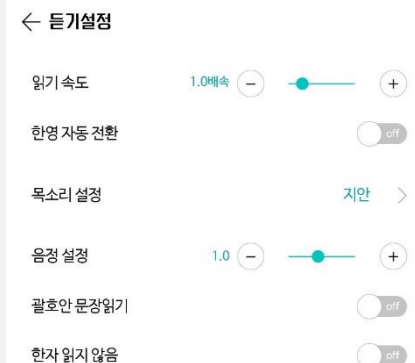 ← 듣기설정
읽기 속도 1.0배속 − +
한영 자동 전환 off
목소리 설정 지안 >
음정 설정 1.0 − +
괄호안 문장읽기 off
한자 읽지 않음 off